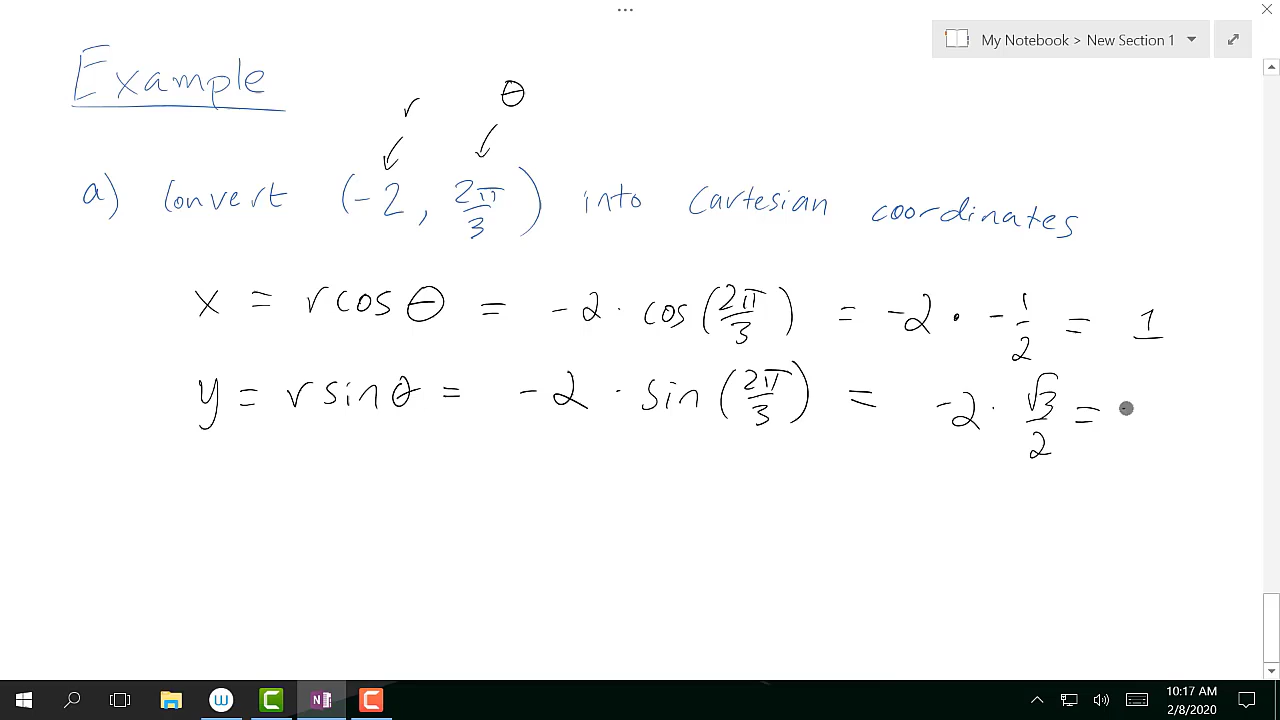 ...
My Notebook > New Section 1
Example
r θ
a) Convert (-2, 2π/3) into Cartesian coordinates
x = r cos θ = -2 · cos(2π/3) = -2 · -1/2 = 1
y = r sin θ = -2 · sin(2π/3) = -2 · √3/2 =
W
N
10:17 AM
2/8/2020